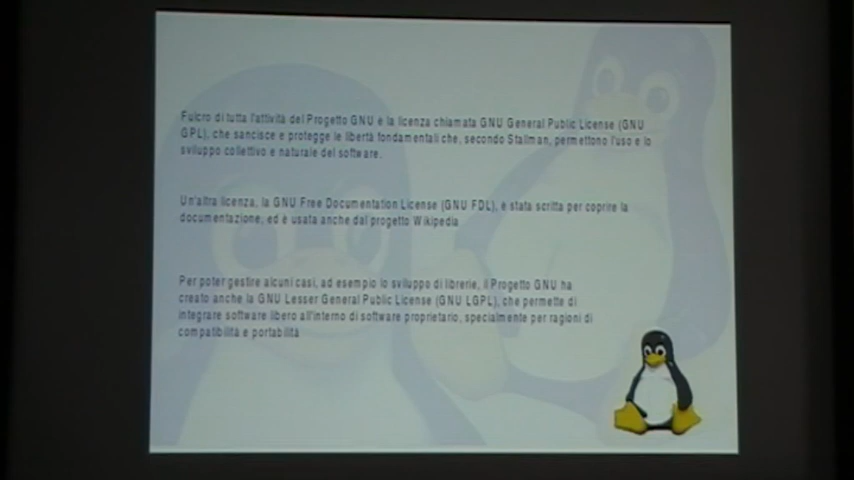 Fulcro di tutta l'attività del Progetto GNU è la licenza chiamata GNU General Public License (GNU
GPL), che sancisce e protegge le libertà fondamentali che, secondo Stallman, permettono l'uso e lo
sviluppo collettivo e naturale del software.
Un'altra licenza, la GNU Free Documentation License (GNU FDL), è stata scritta per coprire la
documentazione, ed è usata anche dal progetto Wikipedia
Per poter gestire alcuni casi, ad esempio lo sviluppo di librerie, il Progetto GNU ha
creato anche la GNU Lesser General Public License (GNU LGPL), che permette di
integrare software libero all'interno di software proprietario, specialmente per ragioni di
compatibilità e portabilità